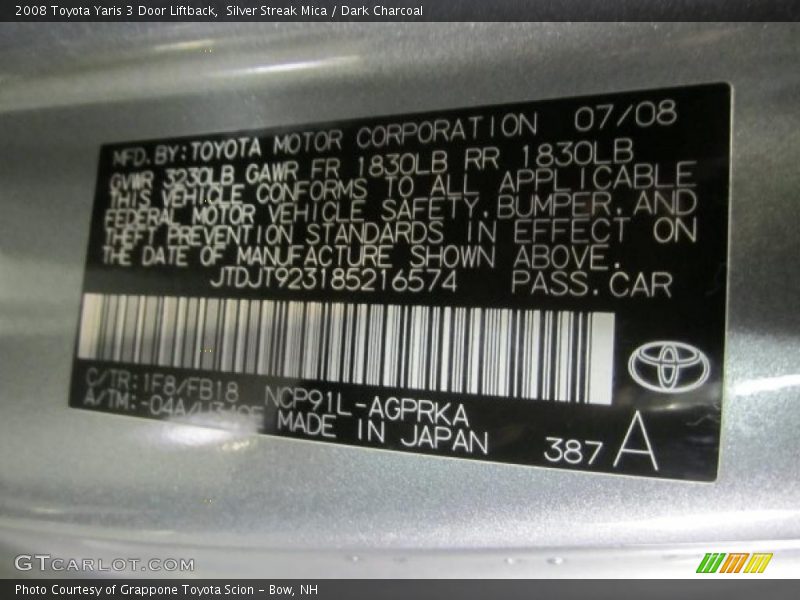 2008 Toyota Yaris 3 Door Liftback,  Silver Streak Mica / Dark Charcoal
MFD. BY: TOYOTA MOTOR CORPORATION 07/08
GVWR 3230LB GAWR FR 1830LB RR 1830LB
THIS VEHICLE CONFORMS TO ALL APPLICABLE
FEDERAL MOTOR VEHICLE SAFETY, BUMPER, AND
THEFT PREVENTION STANDARDS IN EFFECT ON
THE DATE OF MANUFACTURE SHOWN ABOVE.
JTDJT923185216574 PASS. CAR
C/TR: 1F8/FB18 NCP91L-AGPRKA
A/TM: MADE IN JAPAN 387 A
GTCARLOT.COM
Photo Courtesy of Grappone Toyota Scion – Bow, NH